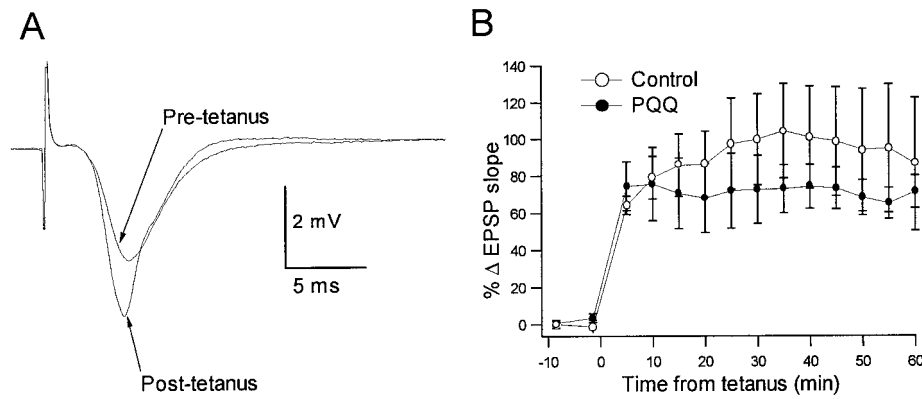 A
Pre-tetanus
2 mV
5 ms
Post-tetanus
B
Control
PQQ
% Δ EPSP slope
140
120
100
80
60
40
20
0
-10 0 10 20 30 40 50 60
Time from tetanus (min)